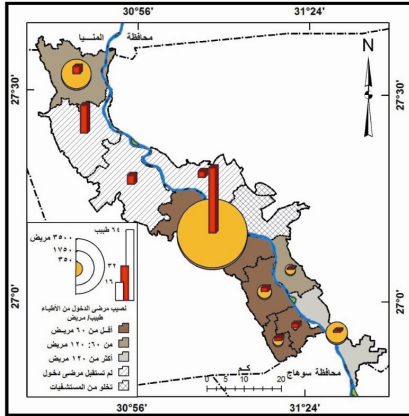 30°56
31°24
محافظة المنـــيا
N
27°30
27°30
٦٤ طبيب
٣٥٠٠ مريض
١٧٥٠
٣٥٠
٣٢
١٦
نصيب مرضى الدخول من الأطباء
طبيب/ مريض
أقل من ٦٠ مريض
من ٦٠: ١٢٠ مريض
أكثر من ١٢٠ مريض
لم تستقبل مرضى دخول
تخلو من المستشفيات
27°0
27°0
محافظة سوهاج
كم
0 5 10 20
30°56
31°24